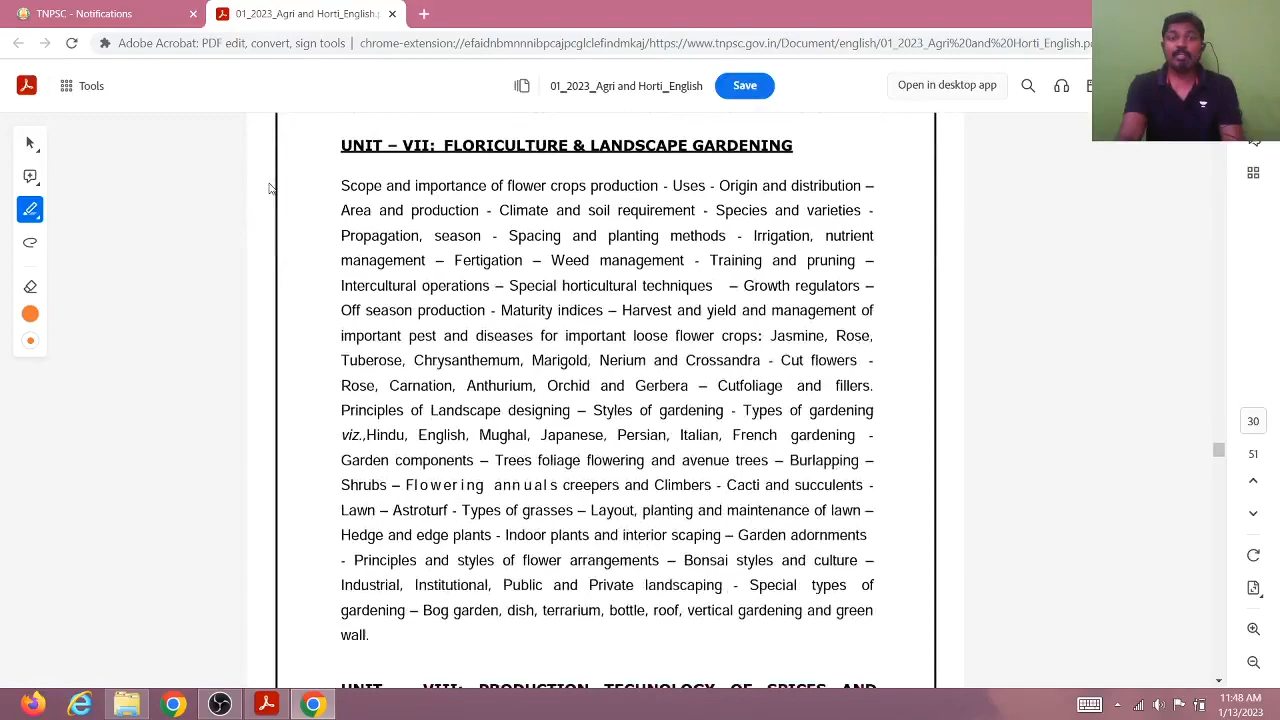 TNPSC - Notifications
01_2023_Agri and Horti_English.p
Adobe Acrobat: PDF edit, convert, sign tools | chrome-extension://efaidnbmnnnibpcajpcglclefindmkaj/https://www.tnpsc.gov.in/Document/english/01_2023_Agri%20and%20Horti_English.p
Tools
01_2023_Agri and Horti_English
Save
Open in desktop app
UNIT – VII: FLORICULTURE & LANDSCAPE GARDENING
Scope and importance of flower crops production - Uses - Origin and distribution –
Area and production - Climate and soil requirement - Species and varieties -
Propagation, season - Spacing and planting methods - Irrigation, nutrient
management – Fertigation – Weed management - Training and pruning –
Intercultural operations – Special horticultural techniques – Growth regulators –
Off season production - Maturity indices – Harvest and yield and management of
important pest and diseases for important loose flower crops: Jasmine, Rose,
Tuberose, Chrysanthemum, Marigold, Nerium and Crossandra - Cut flowers -
Rose, Carnation, Anthurium, Orchid and Gerbera – Cutfoliage and fillers.
Principles of Landscape designing – Styles of gardening - Types of gardening
viz.,Hindu, English, Mughal, Japanese, Persian, Italian, French gardening -
Garden components – Trees foliage flowering and avenue trees – Burlapping –
Shrubs – Flowering annuals creepers and Climbers - Cacti and succulents -
Lawn – Astroturf - Types of grasses – Layout, planting and maintenance of lawn –
Hedge and edge plants - Indoor plants and interior scaping – Garden adornments
- Principles and styles of flower arrangements – Bonsai styles and culture –
Industrial, Institutional, Public and Private landscaping - Special types of
gardening – Bog garden, dish, terrarium, bottle, roof, vertical gardening and green
wall.
30
51
UNIT – VIII: PRODUCTION TECHNOLOGY OF SPICES AND
11:48 AM
1/13/2023